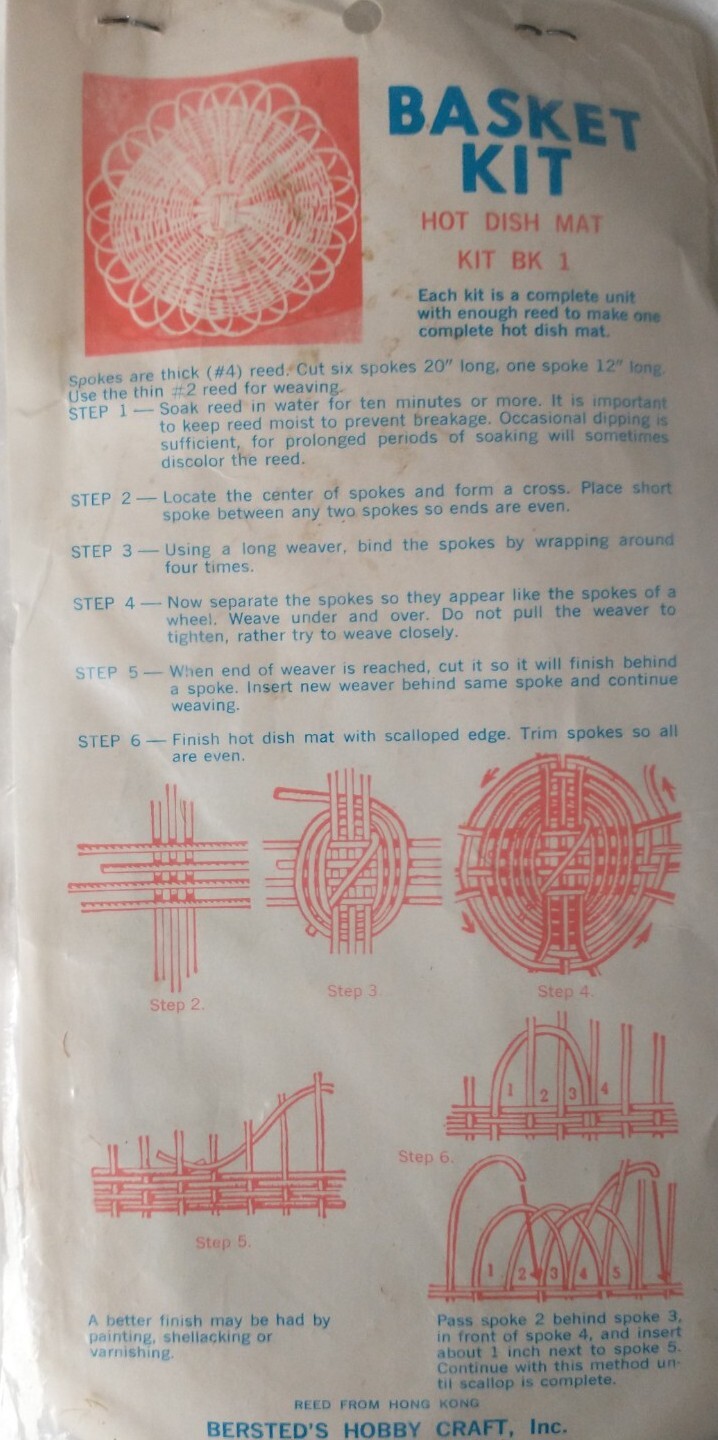 BASKET
KIT
HOT DISH MAT
KIT BK 1
Each kit is a complete unit
with enough reed to make one
complete hot dish mat.
Spokes are thick (#4) reed. Cut six spokes 20" long, one spoke 12" long.
Use the thin #2 reed for weaving.
STEP 1 — Soak reed in water for ten minutes or more. It is important
to keep reed moist to prevent breakage. Occasional dipping is
sufficient, for prolonged periods of soaking will sometimes
discolor the reed.
STEP 2 — Locate the center of spokes and form a cross. Place short
spoke between any two spokes so ends are even.
STEP 3 — Using a long weaver, bind the spokes by wrapping around
four times.
STEP 4 — Now separate the spokes so they appear like the spokes of a
wheel. Weave under and over. Do not pull the weaver to
tighten, rather try to weave closely.
STEP 5 — When end of weaver is reached, cut it so it will finish behind
a spoke. Insert new weaver behind same spoke and continue
weaving.
STEP 6 — Finish hot dish mat with scalloped edge. Trim spokes so all
are even.
Step 2.
Step 3.
Step 4.
1 2 3 4
Step 6.
Step 5.
1 2 3 4 5
A better finish may be had by
painting, shellacking or
varnishing.
Pass spoke 2 behind spoke 3,
in front of spoke 4, and insert
about 1 inch next to spoke 5.
Continue with this method un-
til scallop is complete.
REED FROM HONG KONG
BERSTED'S HOBBY CRAFT, Inc.